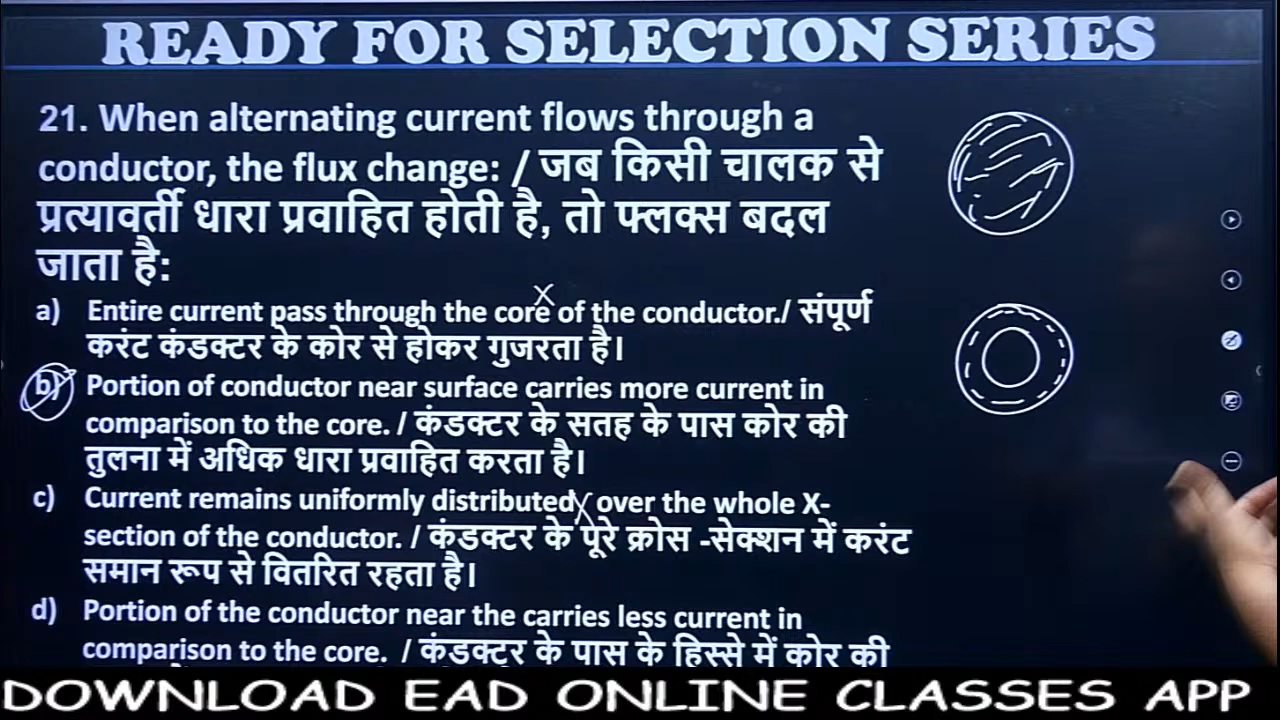 READY FOR SELECTION SERIES
21. When alternating current flows through a
conductor, the flux change: / जब किसी चालक से
प्रत्यावर्ती धारा प्रवाहित होती है, तो फ्लक्स बदल
जाता है:
a) Entire current pass through the core of the conductor./ संपूर्ण
करंट कंडक्टर के कोर से होकर गुजरता है।
b) Portion of conductor near surface carries more current in
comparison to the core. / कंडक्टर के सतह के पास कोर की
तुलना में अधिक धारा प्रवाहित करता है।
c) Current remains uniformly distributed over the whole X-
section of the conductor. / कंडक्टर के पूरे क्रोस -सेक्शन में करंट
समान रूप से वितरित रहता है।
d) Portion of the conductor near the carries less current in
comparison to the core. / कंडक्टर के पास के हिस्से में कोर की
DOWNLOAD EAD ONLINE CLASSES APP